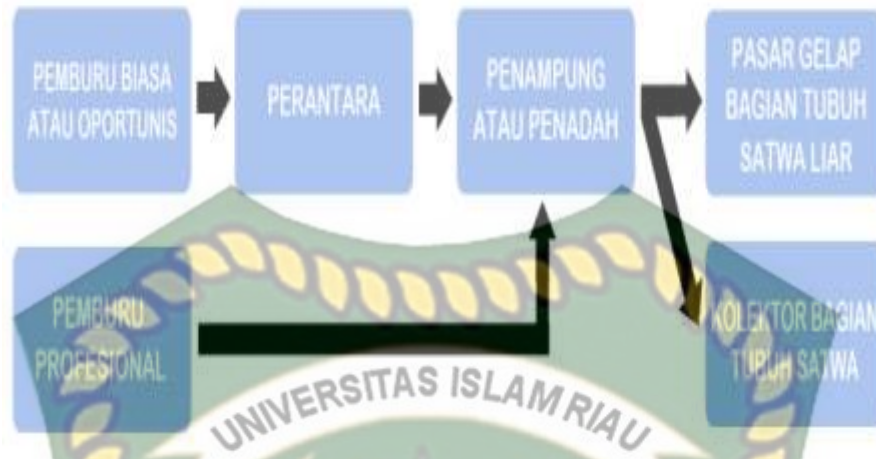 PEMBURU BIASA
ATAU OPORTUNIS
PERANTARA
PENAMPUNG
ATAU PENADAH
PASAR GELAP
BAGIAN TUBUH
SATWA LIAR
PEMBURU
PROFESIONAL
KOLEKTOR BAGIAN
TUBUH SATWA
UNIVERSITAS ISLAM RIAU